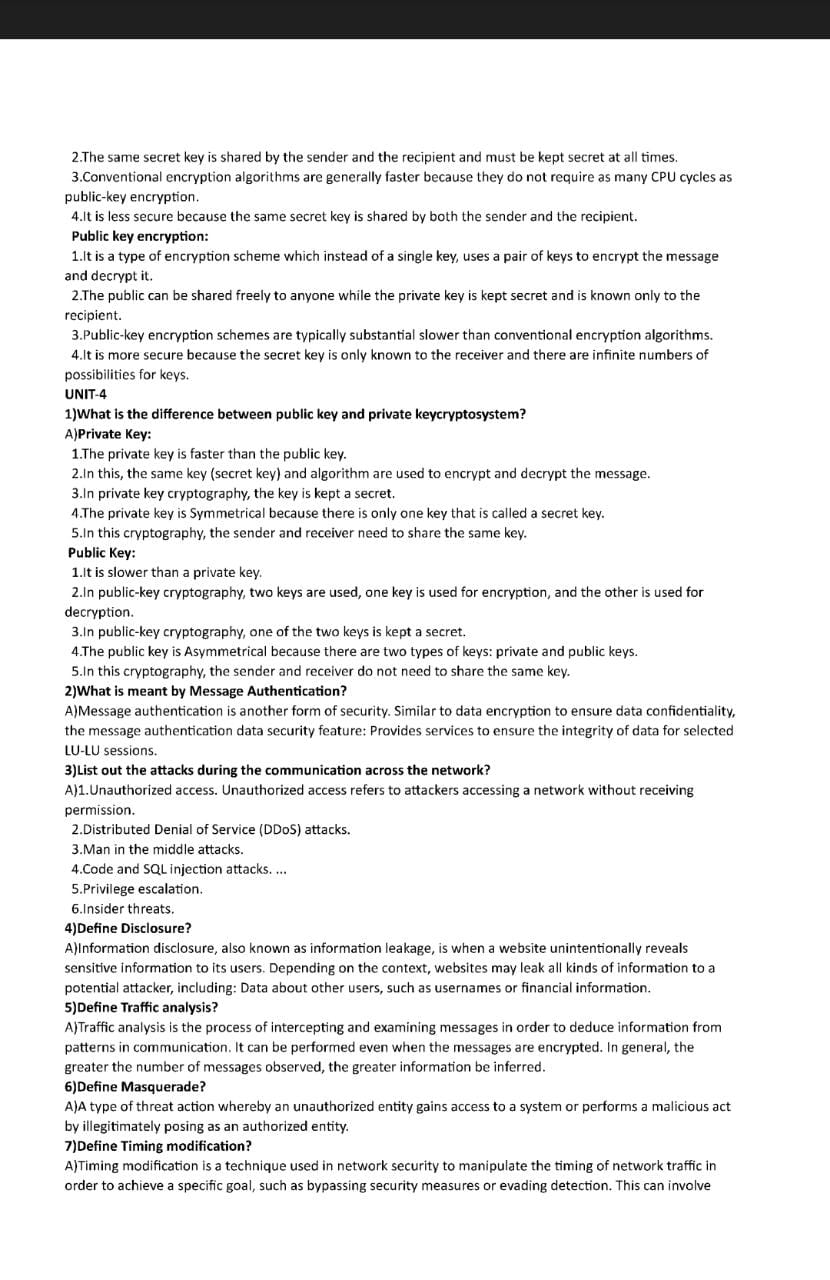 2.The same secret key is shared by the sender and the recipient and must be kept secret at all times.
3.Conventional encryption algorithms are generally faster because they do not require as many CPU cycles as
public-key encryption.
4.It is less secure because the same secret key is shared by both the sender and the recipient.
Public key encryption:
1.It is a type of encryption scheme which instead of a single key, uses a pair of keys to encrypt the message
and decrypt it.
2.The public can be shared freely to anyone while the private key is kept secret and is known only to the
recipient.
3.Public-key encryption schemes are typically substantial slower than conventional encryption algorithms.
4.It is more secure because the secret key is only known to the receiver and there are infinite numbers of
possibilities for keys.
UNIT-4
1)What is the difference between public key and private keycryptosystem?
A)Private Key:
1.The private key is faster than the public key.
2.In this, the same key (secret key) and algorithm are used to encrypt and decrypt the message.
3.In private key cryptography, the key is kept a secret.
4.The private key is Symmetrical because there is only one key that is called a secret key.
5.In this cryptography, the sender and receiver need to share the same key.
Public Key:
1.It is slower than a private key.
2.In public-key cryptography, two keys are used, one key is used for encryption, and the other is used for
decryption.
3.In public-key cryptography, one of the two keys is kept a secret.
4.The public key is Asymmetrical because there are two types of keys: private and public keys.
5.In this cryptography, the sender and receiver do not need to share the same key.
2)What is meant by Message Authentication?
A)Message authentication is another form of security. Similar to data encryption to ensure data confidentiality,
the message authentication data security feature: Provides services to ensure the integrity of data for selected
LU-LU sessions.
3)List out the attacks during the communication across the network?
A)1.Unauthorized access. Unauthorized access refers to attackers accessing a network without receiving
permission.
2.Distributed Denial of Service (DDoS) attacks.
3.Man in the middle attacks.
4.Code and SQL injection attacks. ...
5.Privilege escalation.
6.Insider threats.
4)Define Disclosure?
A)Information disclosure, also known as information leakage, is when a website unintentionally reveals
sensitive information to its users. Depending on the context, websites may leak all kinds of information to a
potential attacker, including: Data about other users, such as usernames or financial information.
5)Define Traffic analysis?
A)Traffic analysis is the process of intercepting and examining messages in order to deduce information from
patterns in communication. It can be performed even when the messages are encrypted. In general, the
greater the number of messages observed, the greater information be inferred.
6)Define Masquerade?
A)A type of threat action whereby an unauthorized entity gains access to a system or performs a malicious act
by illegitimately posing as an authorized entity.
7)Define Timing modification?
A)Timing modification is a technique used in network security to manipulate the timing of network traffic in
order to achieve a specific goal, such as bypassing security measures or evading detection. This can involve